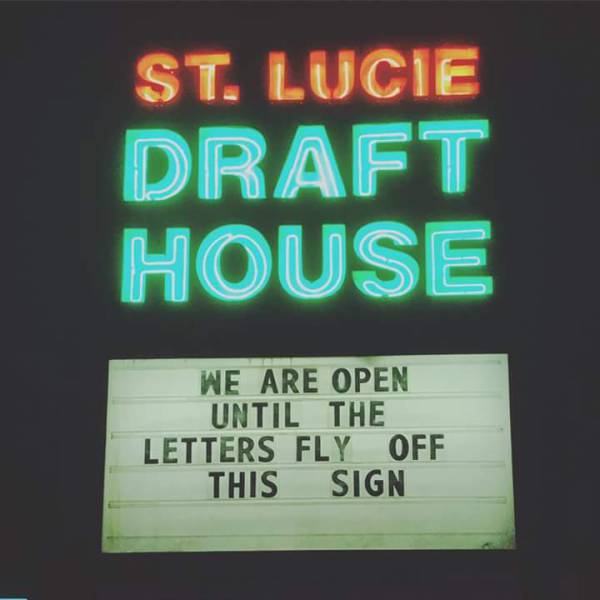 ST. LUCIE
DRAFT
HOUSE
WE ARE OPEN
UNTIL THE
LETTERS FLY OFF
THIS SIGN